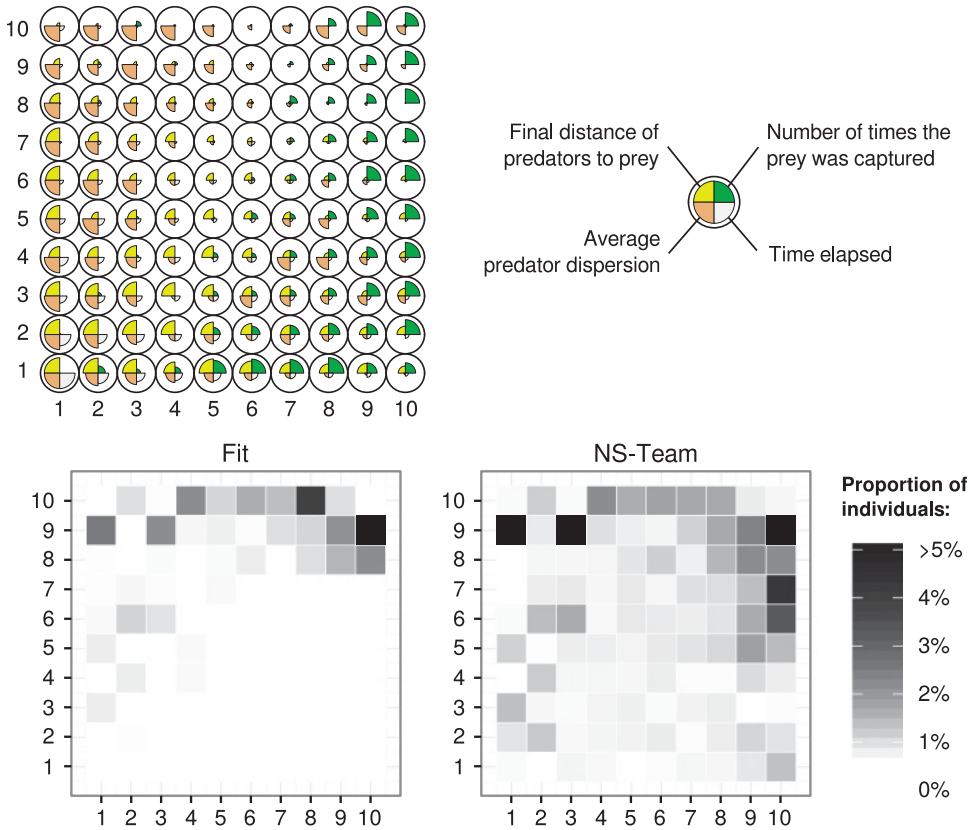 10
9
8
7
6
5
4
3
2
1
1 2 3 4 5 6 7 8 9 10
Final distance of
predators to prey
Number of times the
prey was captured
Average
predator dispersion
Time elapsed
Fit
10
9
8
7
6
5
4
3
2
1
1 2 3 4 5 6 7 8 9 10
NS-Team
10
9
8
7
6
5
4
3
2
1
1 2 3 4 5 6 7 8 9 10
Proportion of
individuals:
>5%
4%
3%
2%
1%
0%